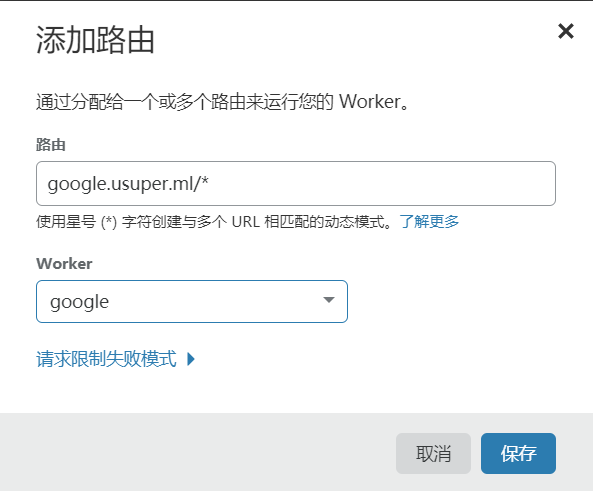 添加路由
通过分配给一个或多个路由来运行您的 Worker。
路由
google.usuper.ml/*
使用星号 (*) 字符创建与多个 URL 相匹配的动态模式。了解更多
Worker
google
请求限制失败模式
取消 保存